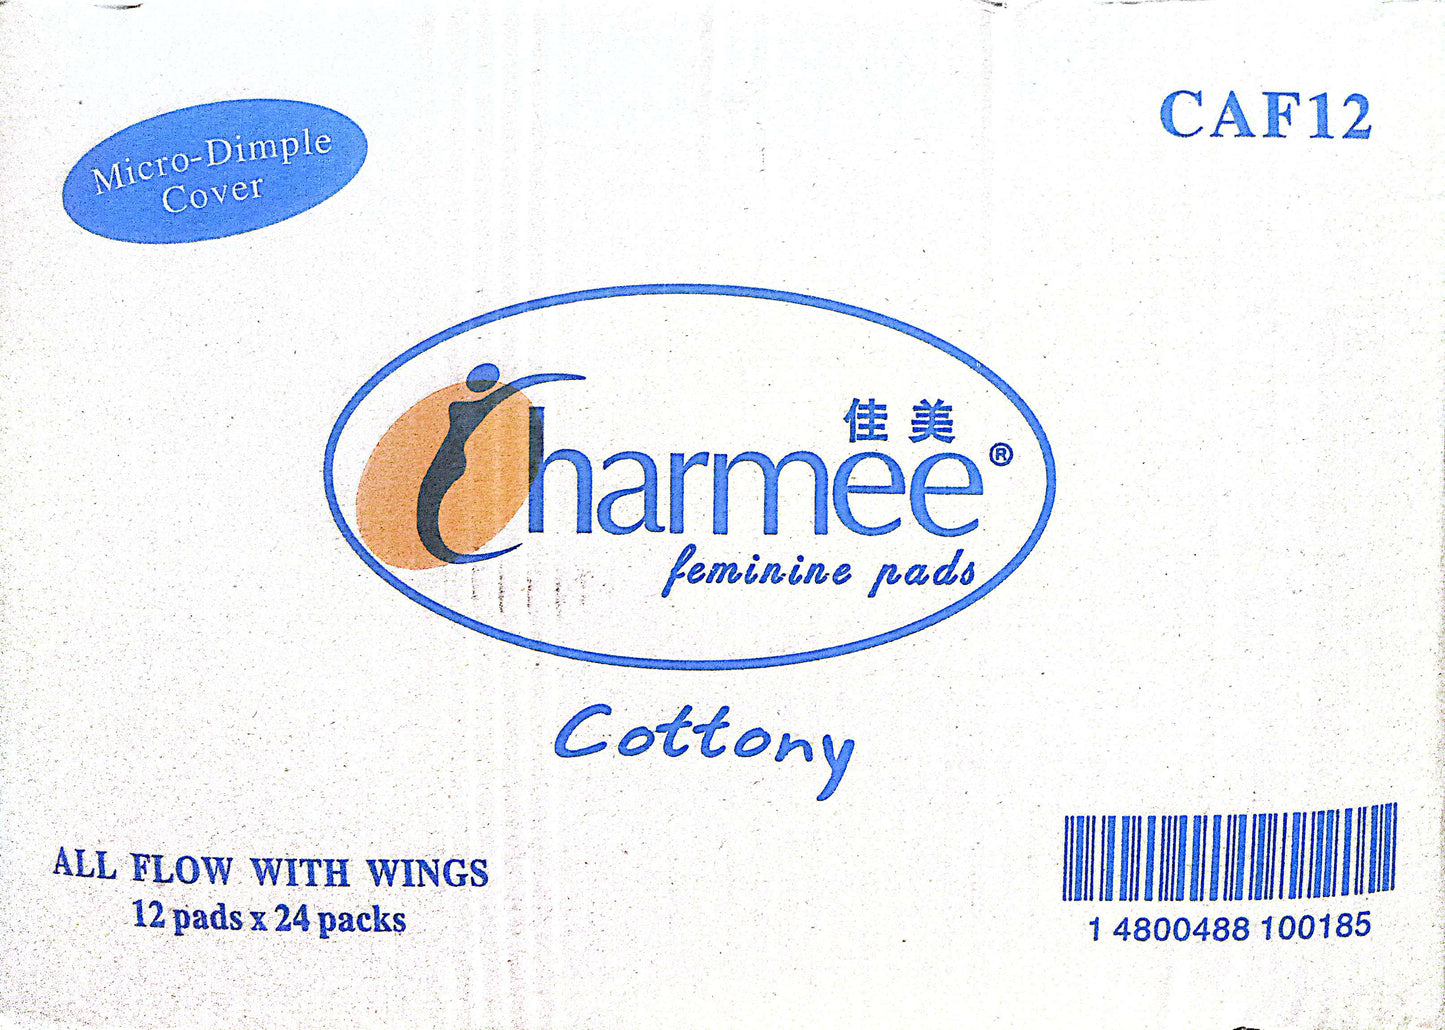 Micro-Dimple
Cover
CAF12
佳美
Charmee®
feminine pads
Cottony
ALL FLOW WITH WINGS
12 pads x 24 packs
1 4800488 100185